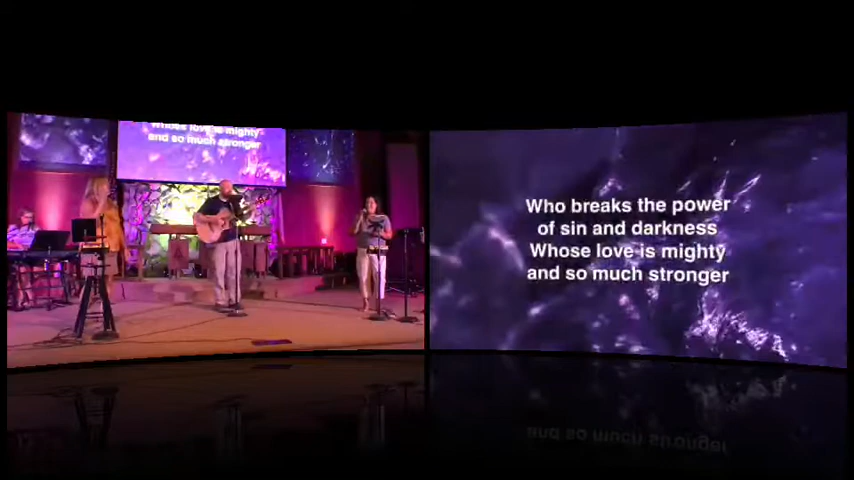 whose love is mighty
and so much stronger
Who breaks the power
of sin and darkness
Whose love is mighty
and so much stronger